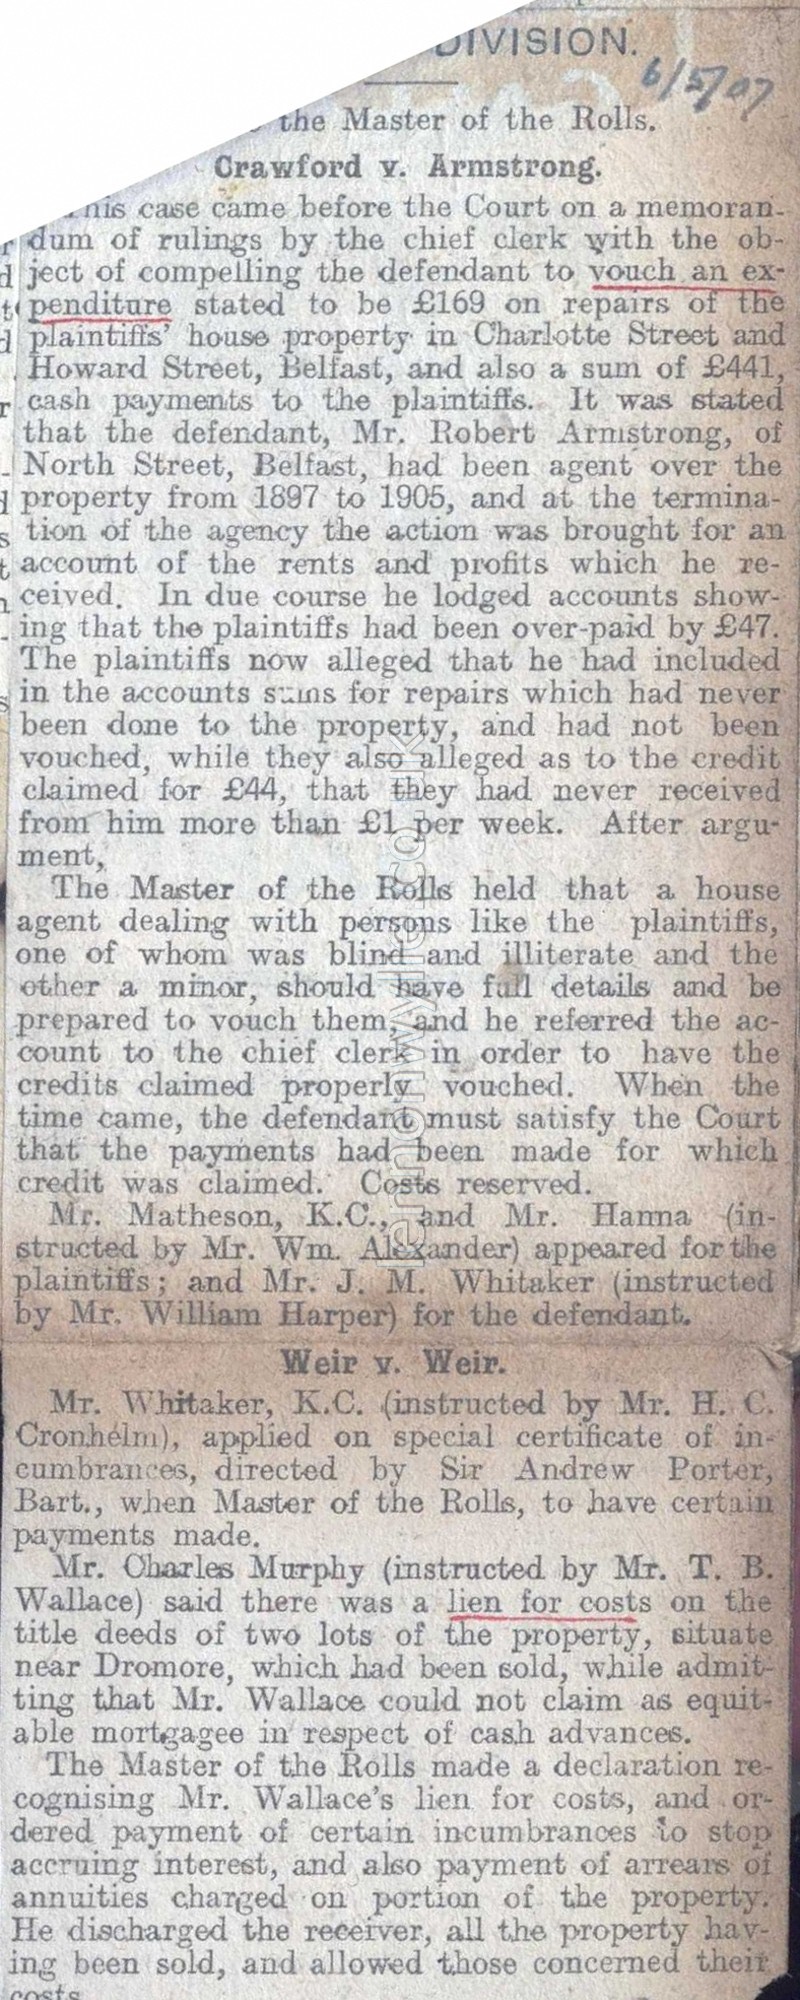 DIVISION.
6/5/07
the Master of the Rolls.
Crawford v. Armstrong.
This case came before the Court on a memoran-
dum of rulings by the chief clerk with the ob-
ject of compelling the defendant to vouch an ex-
penditure stated to be £169 on repairs of the
plaintiffs' house property in Charlotte Street and
Howard Street, Belfast, and also a sum of £441,
cash payments to the plaintiffs. It was stated
that the defendant, Mr. Robert Armstrong, of
North Street, Belfast, had been agent over the
property from 1897 to 1905, and at the termina-
tion of the agency the action was brought for an
account of the rents and profits which he re-
ceived. In due course he lodged accounts show-
ing that the plaintiffs had been over-paid by £47.
The plaintiffs now alleged that he had included
in the accounts sums for repairs which had never
been done to the property, and had not been
vouched, while they also alleged as to the credit
claimed for £44, that they had never received
from him more than £1 per week. After argu-
ment,
The Master of the Rolls held that a house
agent dealing with persons like the plaintiffs,
one of whom was blind and illiterate and the
other a minor, should have full details and be
prepared to vouch them, and he referred the ac-
count to the chief clerk in order to have the
credits claimed properly vouched. When the
time came, the defendant must satisfy the Court
that the payments had been made for which
credit was claimed. Costs reserved.
Mr. Matheson, K.C., and Mr. Hanna (in-
structed by Mr. Wm. Alexander) appeared for the
plaintiffs; and Mr. J. M. Whitaker (instructed
by Mr. William Harper) for the defendant.
Weir v. Weir.
Mr. Whitaker, K.C. (instructed by Mr. H. C.
Cronhelm), applied on special certificate of in-
cumbrances, directed by Sir Andrew Porter,
Bart., when Master of the Rolls, to have certain
payments made.
Mr. Charles Murphy (instructed by Mr. T. B.
Wallace) said there was a lien for costs on the
title deeds of two lots of the property, situate
near Dromore, which had been sold, while admit-
ting that Mr. Wallace could not claim as equit-
able mortgagee in respect of cash advances.
The Master of the Rolls made a declaration re-
cognising Mr. Wallace's lien for costs, and or-
dered payment of certain incumbrances to stop
accruing interest, and also payment of arrears of
annuities charged on portion of the property.
He discharged the receiver, all the property hav-
ing been sold, and allowed those concerned their
costs
lennonwylie.co.uk